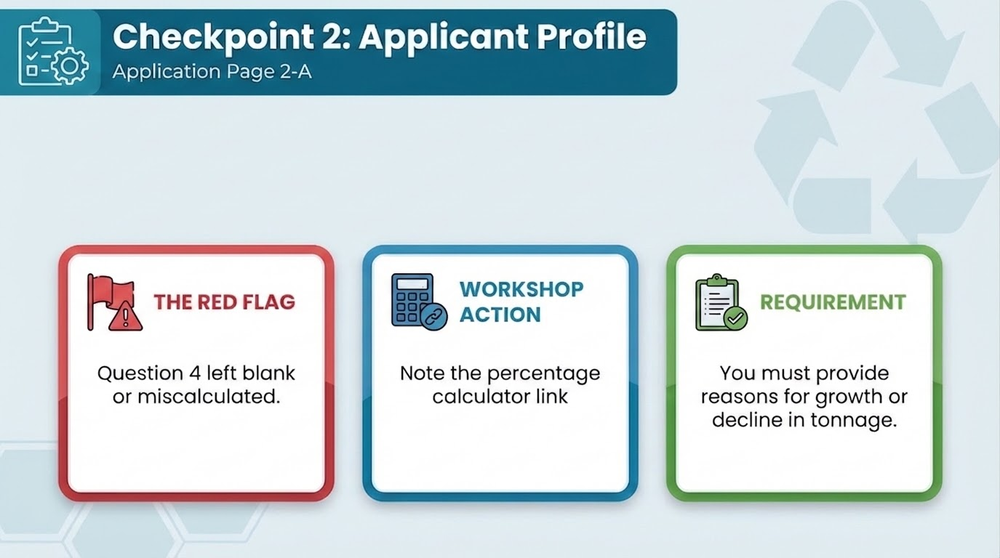 Checkpoint 2: Applicant Profile
Application Page 2-A
THE RED FLAG
Question 4 left blank
or miscalculated.
WORKSHOP
ACTION
Note the percentage
calculator link
REQUIREMENT
You must provide
reasons for growth or
decline in tonnage.